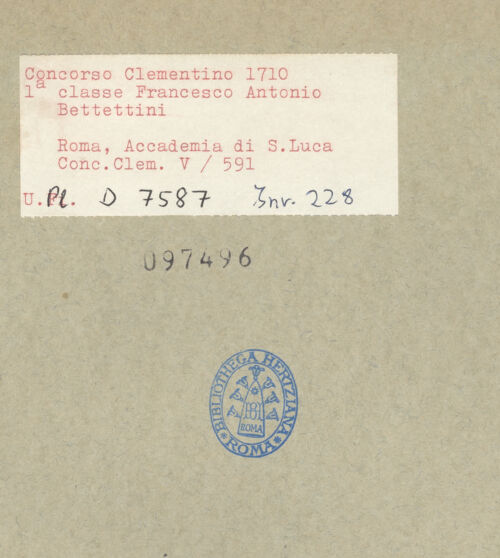 Concorso Clementino 1710
1ª classe Francesco Antonio
Bettettini
Roma, Accademia di S.Luca
Conc.Clem. V / 591
U. Pl. D 7587 Inv. 228
097496
BIBLIOTHECA HERTZIANA
ROMA
ROMA